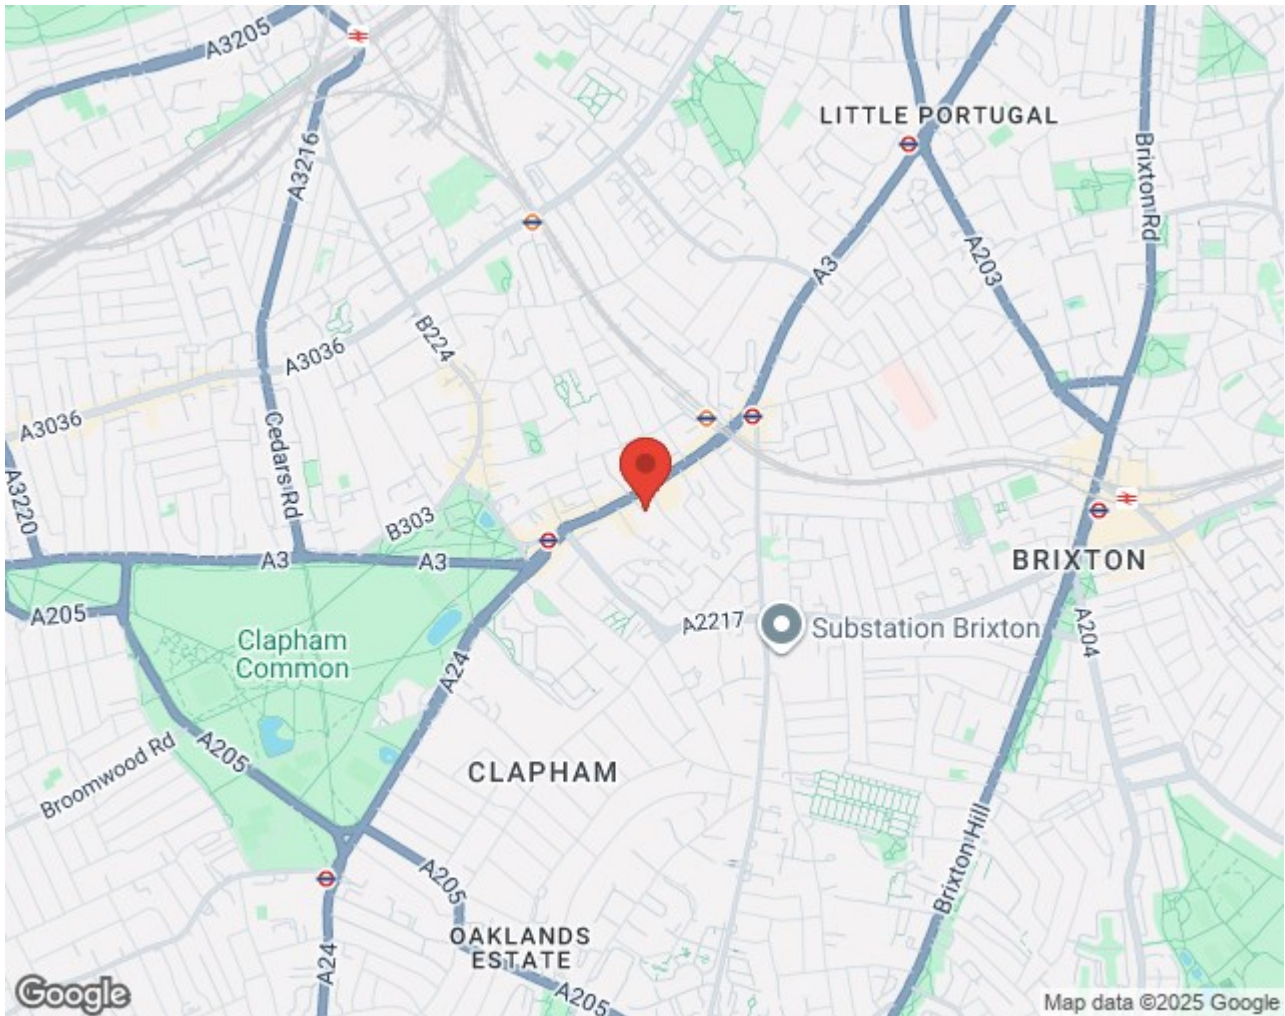 A3205
LITTLE PORTUGAL
A3216
Brixton Rd
A203
A3
B224
A3036
A3036
Cedars Rd
A3220
B303
A3
A3
A205
BRIXTON
A2217
Substation Brixton
A204
Clapham
Common
A24
A205
Broomwood Rd
CLAPHAM
Brixton Hill
A205
OAKLANDS
ESTATE
A24
A205
Google
Map data ©2025 Google